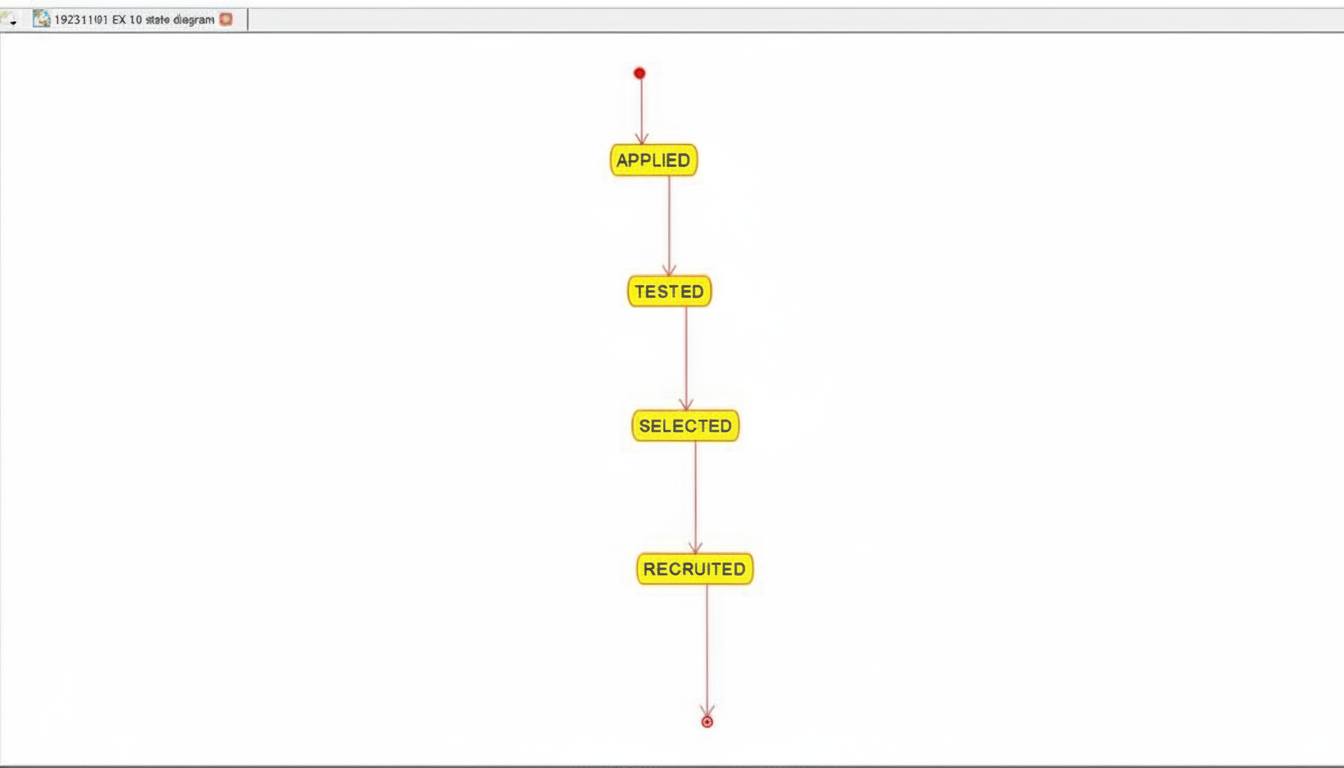 EX 10 state diagram
APPLIED
TESTED
SELECTED
RECRUITED